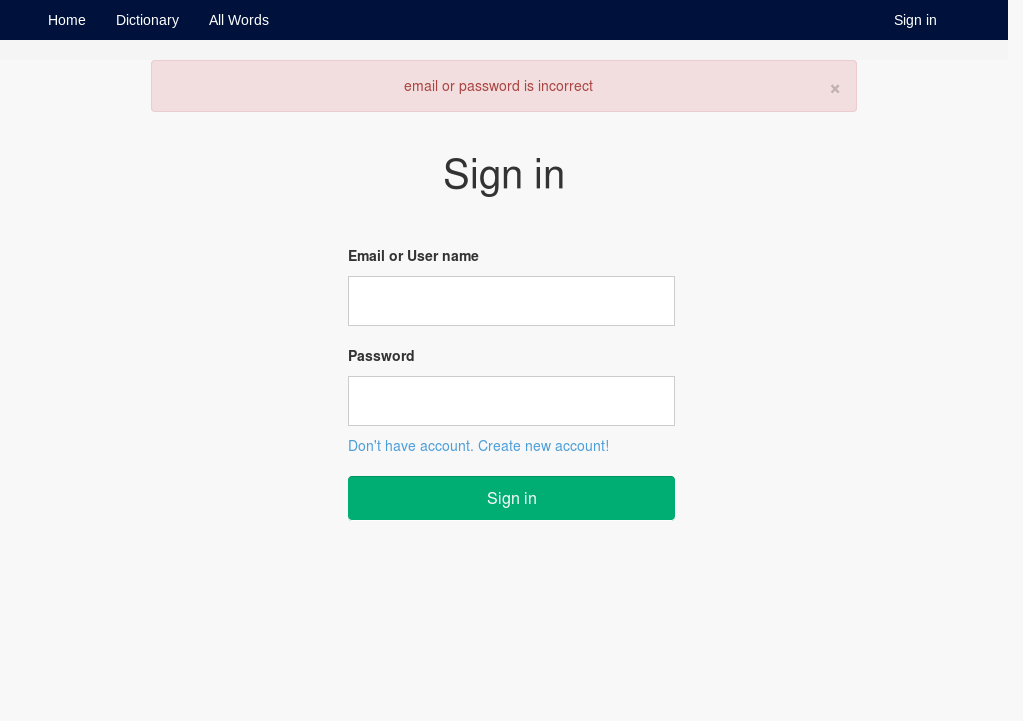 Home Dictionary All Words Sign in
email or password is incorrect ×
Sign in
Email or User name
Password
Don't have account. Create new account!
Sign in